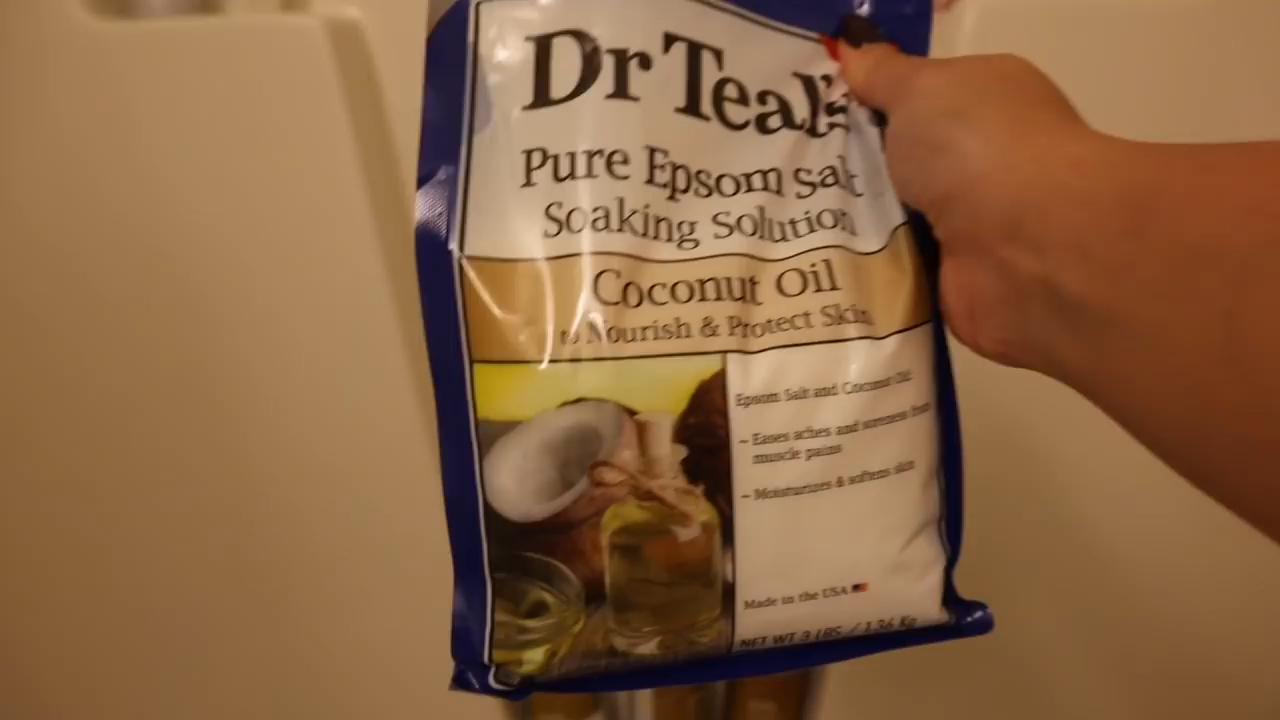 Dr Teal's
Pure Epsom Salt
Soaking Solution
Coconut Oil
to Nourish & Protect Skin
Epsom Salt and Coconut Oil:
~ Eases aches and soreness from
muscle pains
~ Moisturizes & softens skin
Made in the USA
NET WT 3 LBS / 1.36 Kg